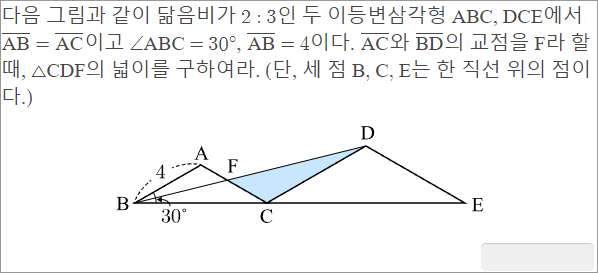 다음 그림과 같이 닮음비가 2 : 3인 두 이등변삼각형 ABC, DCE에서
AB = AC이고 ∠ABC = 30°, AB = 4이다. AC와 BD의 교점을 F라 할
때, △CDF의 넓이를 구하여라. (단, 세 점 B, C, E는 한 직선 위의 점이
다.)
D
A
F
4
B
30°
C
E